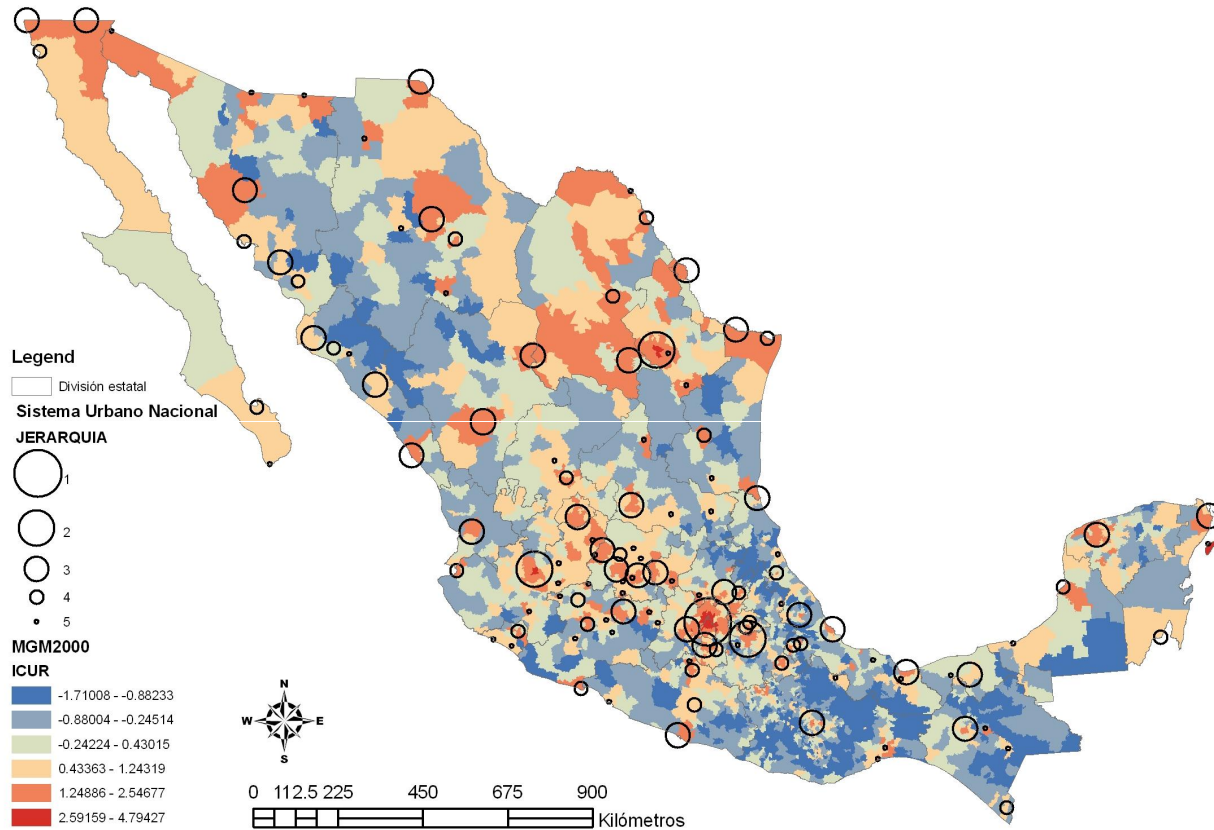 Legend
División estatal
Sistema Urbano Nacional
JERARQUIA
1
2
3
4
5
MGM2000
ICUR
-1.71008 - -0.88233
-0.88004 - -0.24514
-0.24224 - 0.43015
0.43363 - 1.24319
1.24886 - 2.54677
2.59159 - 4.79427
N
W E
S
0 112.5 225 450 675 900
Kilómetros